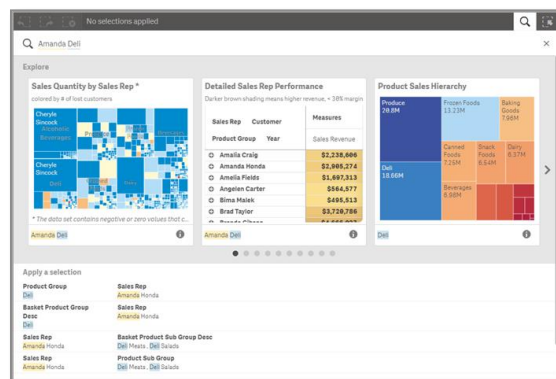 No selections applied
Amanda Deli
Explore
Sales Quantity by Sales Rep *
colored by # of lost customers
Cheryle
Sincock
Alcoholic
Beverages
Produce
Cheryle
Sincock
Deli
* The data set contains negative or zero values that c...
Amanda Deli
Detailed Sales Rep Performance
Darker brown shading means higher revenue, < 30% margin
Sales Rep Customer Measures
Product Group Year Sales Revenue
Amalia Craig $2,238,606
Amanda Honda $2,905,274
Amelia Fields $1,697,313
Angelen Carter $564,577
Bima Malek $495,513
Brad Taylor $3,720,786
Amanda Deli
Product Sales Hierarchy
Produce
20.8M
Frozen Foods
13.23M
Baking
Goods
7.96M
Canned
Foods
7.25M
Snack
Foods
6.54M
Dairy
6.37M
Deli
18.66M
Beverages
6.98M
Deli
Apply a selection
Product Group Sales Rep
Deli Amanda Honda
Basket Product Group
Desc
Sales Rep
Deli Amanda Honda
Sales Rep Basket Product Sub Group Desc
Amanda Honda Deli Meats . Deli Salads
Sales Rep Product Sub Group
Amanda Honda Deli Meats . Deli Salads